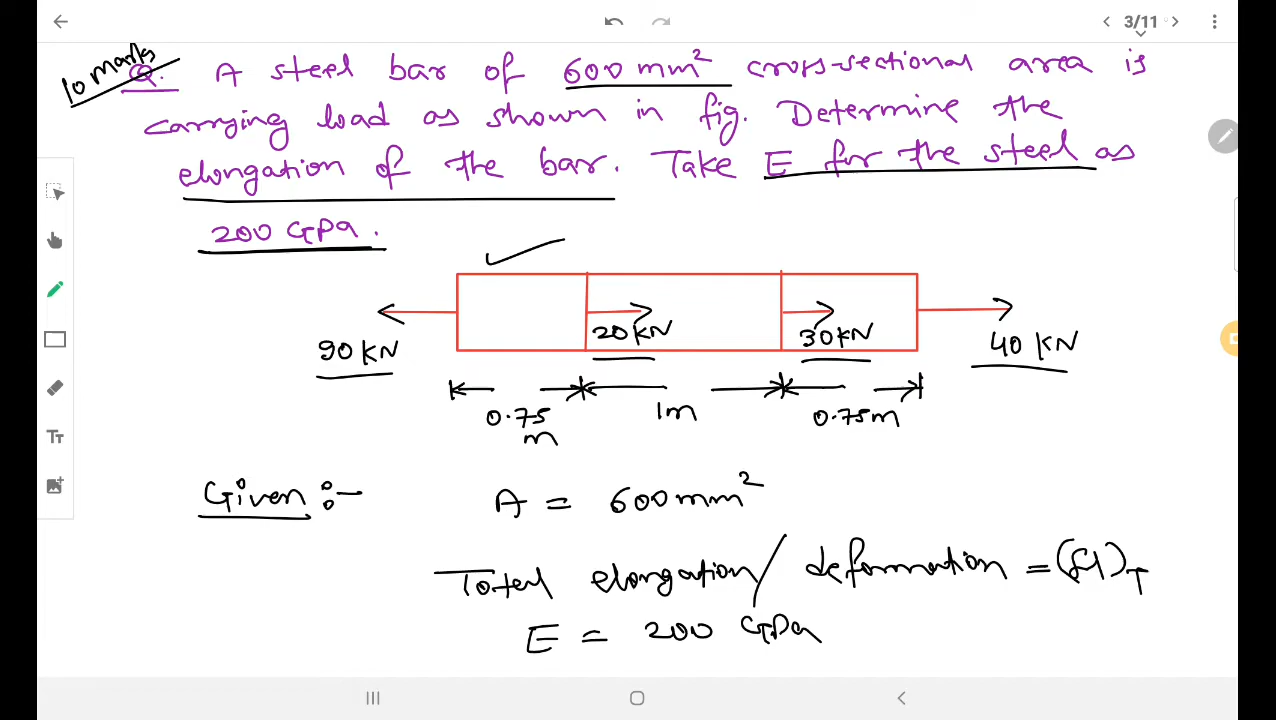 3/11
10 marks
Q. A steel bar of 600 mm² cross-sectional area is
carrying load as shown in fig. Determine the
elongation of the bar. Take E for the steel as
200 GPa.
90 KN 20 KN 30 KN 40 KN
0.75 m 1m 0.75m
Given :- A = 600 mm²
Total elongation/deformation = (δl)T
E = 200 GPa
Tт